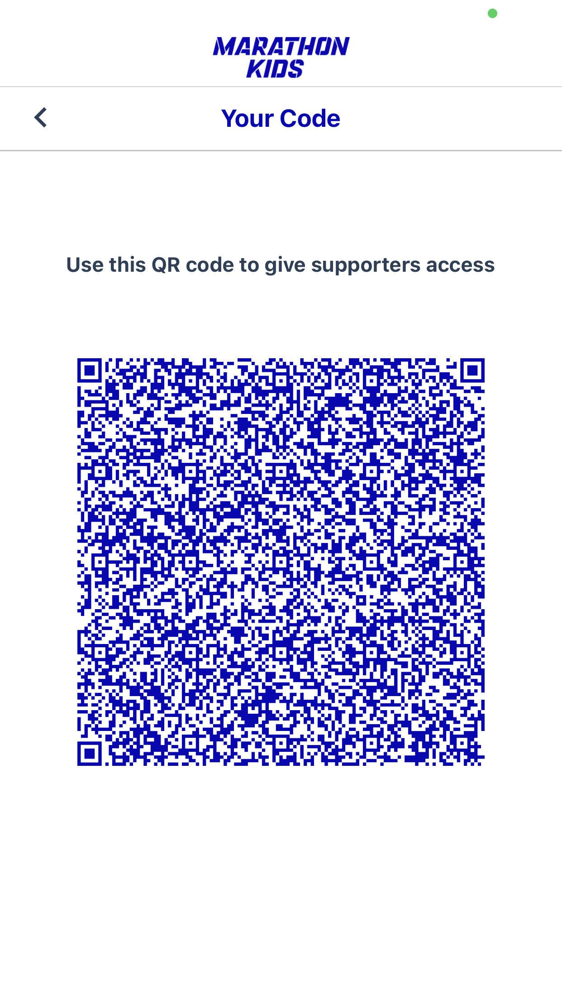 MARATHON
KIDS
Your Code
Use this QR code to give supporters access